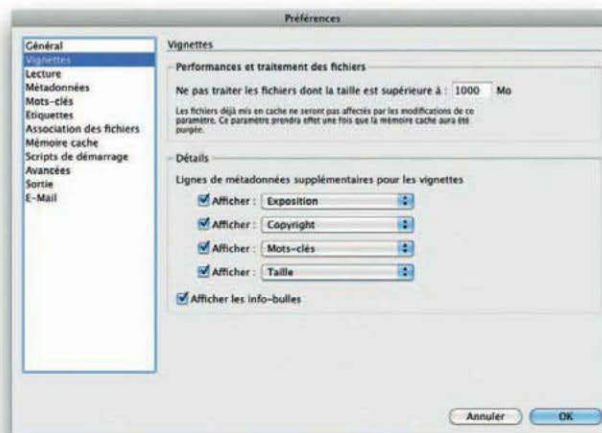 Préférences
Général
Vignettes
Lecture
Métadonnées
Mots-clés
Etiquettes
Association des fichiers
Mémoire cache
Scripts de démarrage
Avancées
Sortie
E-Mail
Vignettes
Performances et traitement des fichiers
Ne pas traiter les fichiers dont la taille est supérieure à : 1000 Mo
Les fichiers déjà mis en cache ne seront pas affectés par les modifications de ce
paramètre. Ce paramètre prendra effet une fois que la mémoire cache aura été
purgée.
Détails
Lignes de métadonnées supplémentaires pour les vignettes
Afficher : Exposition
Afficher : Copyright
Afficher : Mots-clés
Afficher : Taille
Afficher les info-bulles
Annuler
OK